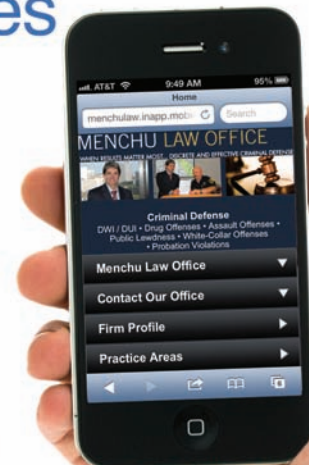 es
AT&T 9:49 AM 95%
Home
menchulaw.inapp.mob
Search
MENCHU LAW OFFICE
WHEN RESULTS MATTER MOST... DISCRETE AND EFFECTIVE CRIMINAL DEFENSE
Criminal Defense
DWI / DUI • Drug Offenses • Assault Offenses •
Public Lewdness • White-Collar Offenses
• Probation Violations
Menchu Law Office
Contact Our Office
Firm Profile
Practice Areas